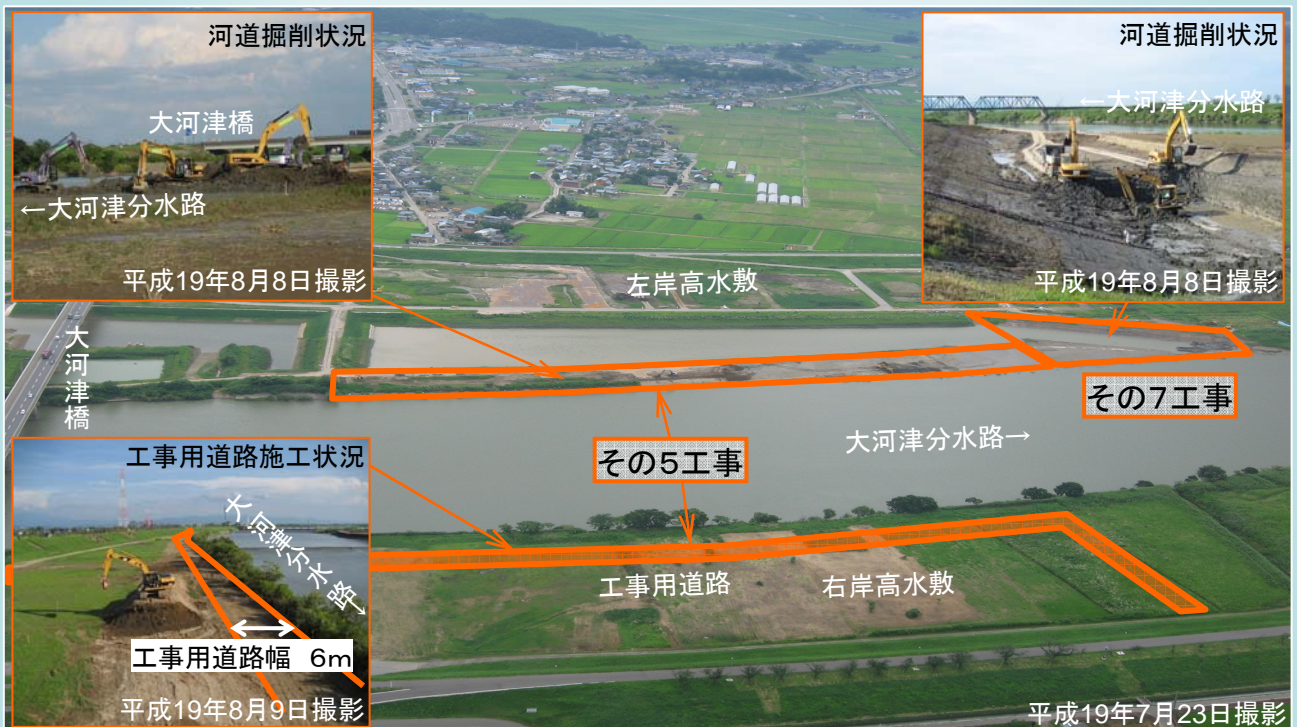 河道掘削状況
大河津橋
←大河津分水路
平成19年8月8日撮影
河道掘削状況
←大河津分水路
平成19年8月8日撮影
左岸高水敷
大河津橋
その7工事
その5工事
大河津分水路→
工事用道路施工状況
大河津分水路→
工事用道路幅 6m
平成19年8月9日撮影
工事用道路
右岸高水敷
平成19年7月23日撮影